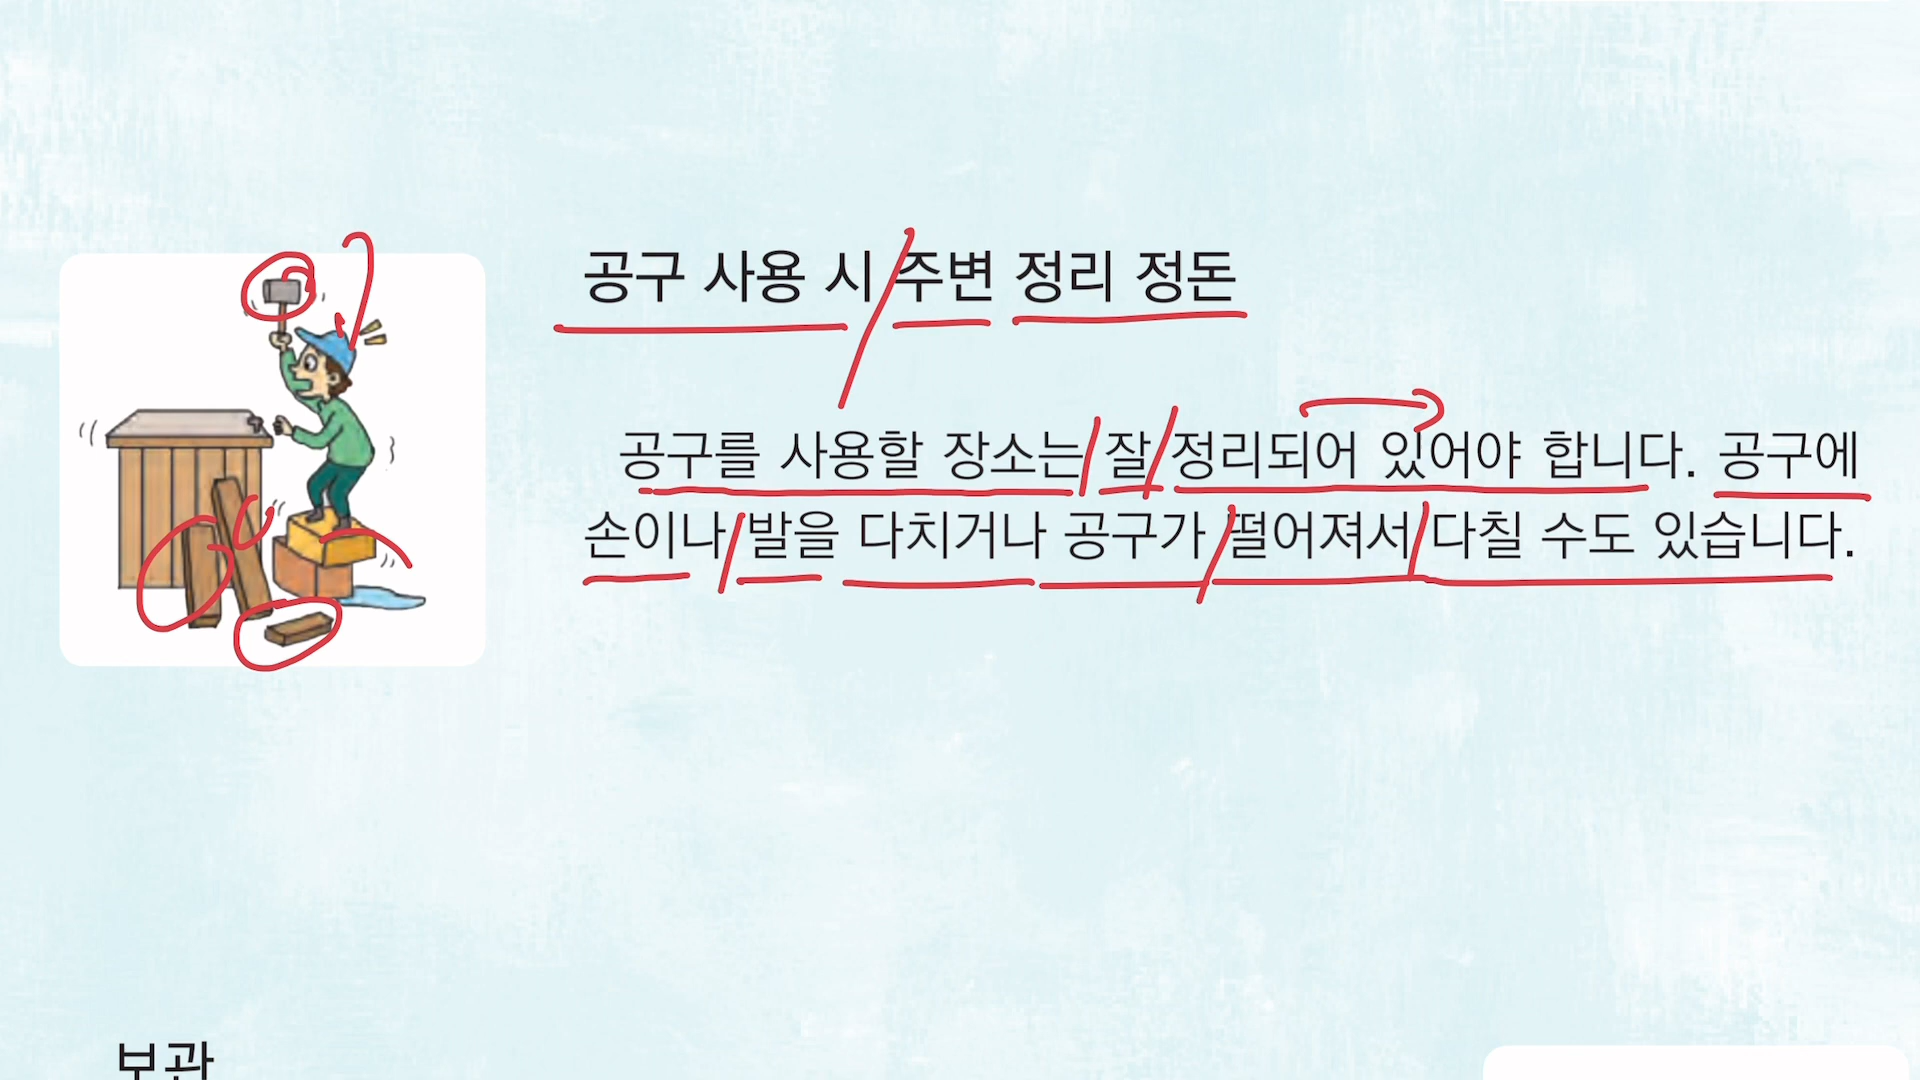 공구 사용 시 주변 정리 정돈
공구를 사용할 장소는 잘 정리되어 있어야 합니다. 공구에
손이나 발을 다치거나 공구가 떨어져서 다칠 수도 있습니다.
보관